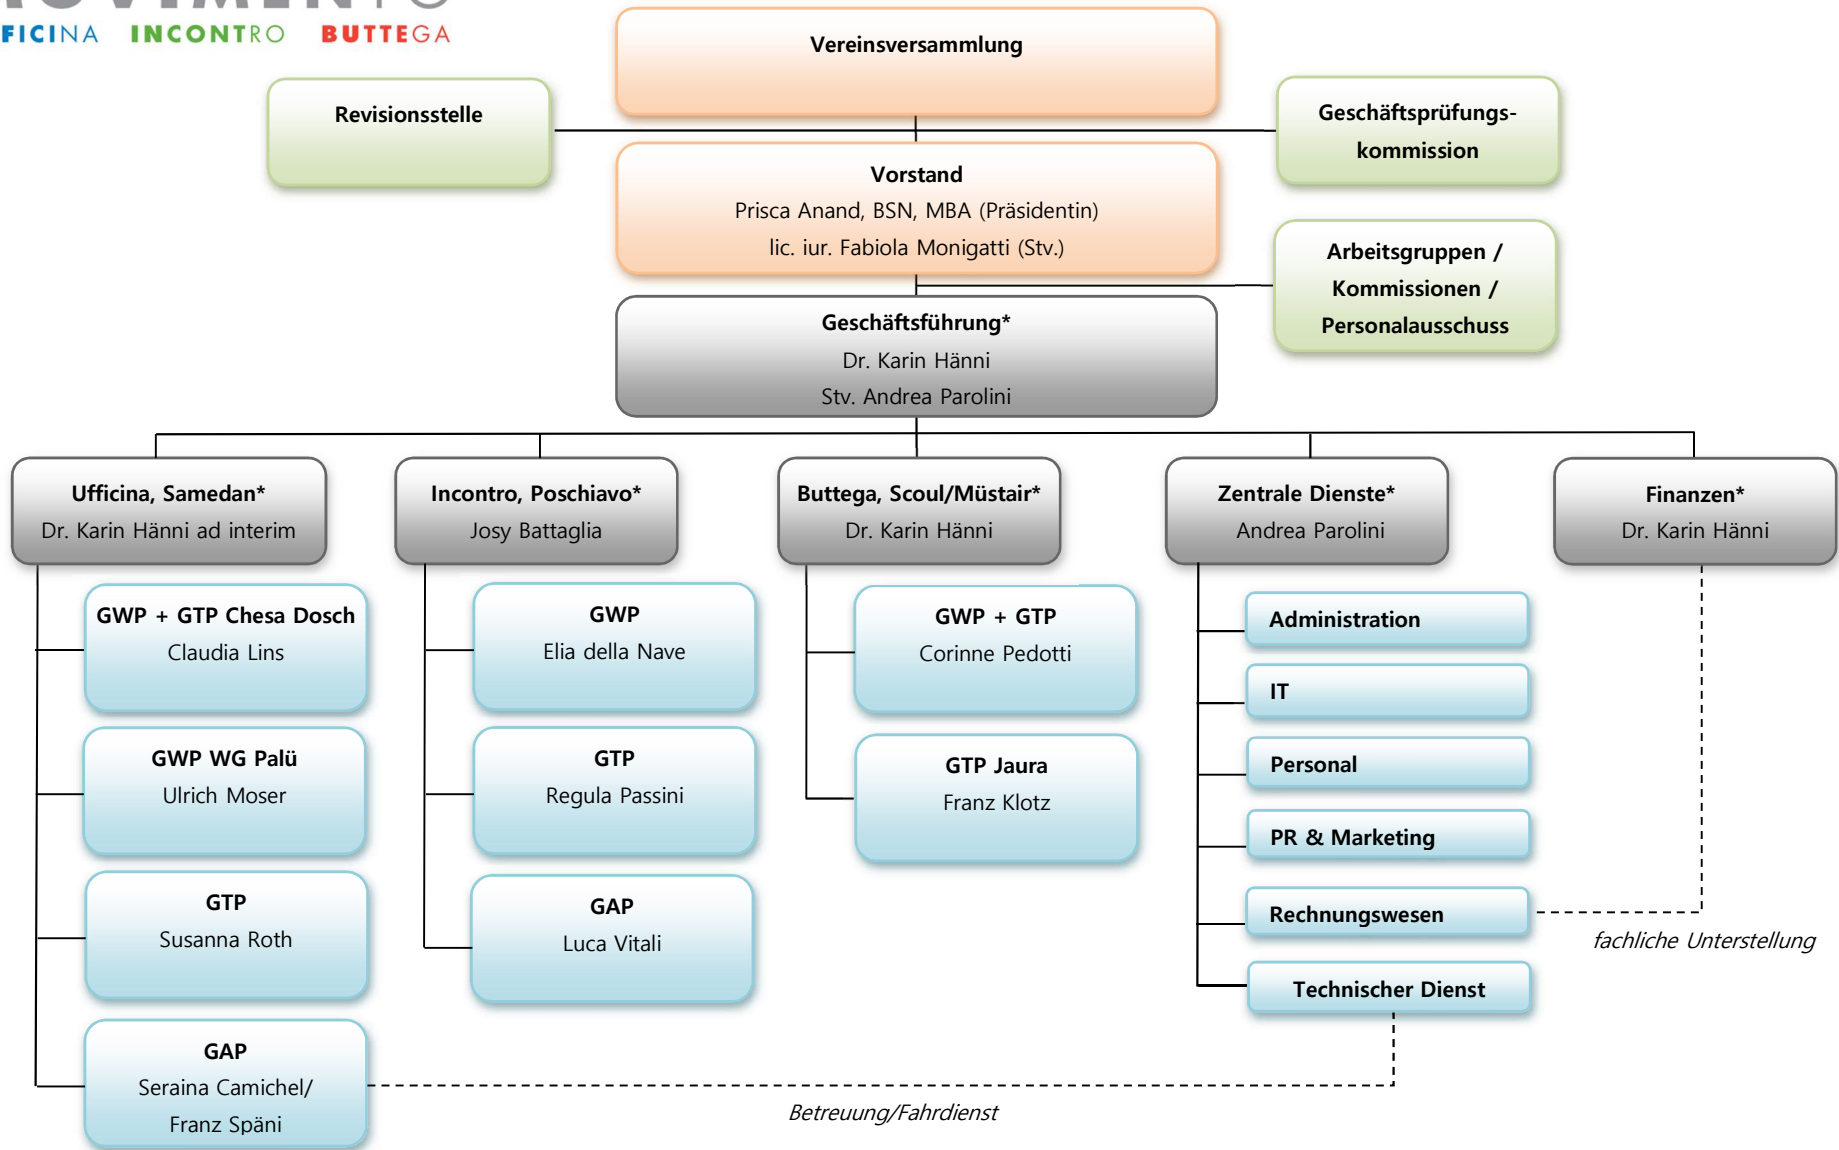 UFFICINA INCONTRO BUTTEGA
Vereinsversammlung
Revisionsstelle
Geschäftsprüfungs-
kommission
Vorstand
Prisca Anand, BSN, MBA (Präsidentin)
lic. iur. Fabiola Monigatti (Stv.)
Arbeitsgruppen /
Kommissionen /
Personalausschuss
Geschäftsführung*
Dr. Karin Hänni
Stv. Andrea Parolini
Ufficina, Samedan*
Dr. Karin Hänni ad interim
Incontro, Poschiavo*
Josy Battaglia
Buttega, Scoul/Müstair*
Dr. Karin Hänni
Zentrale Dienste*
Andrea Parolini
Finanzen*
Dr. Karin Hänni
GWP + GTP Chesa Dosch
Claudia Lins
GWP WG Palü
Ulrich Moser
GTP
Susanna Roth
GAP
Seraina Camichel/
Franz Späni
GWP
Elia della Nave
GTP
Regula Passini
GAP
Luca Vitali
GWP + GTP
Corinne Pedotti
GTP Jaura
Franz Klotz
Administration
IT
Personal
PR & Marketing
Rechnungswesen
Technischer Dienst
fachliche Unterstellung
Betreuung/Fahrdienst